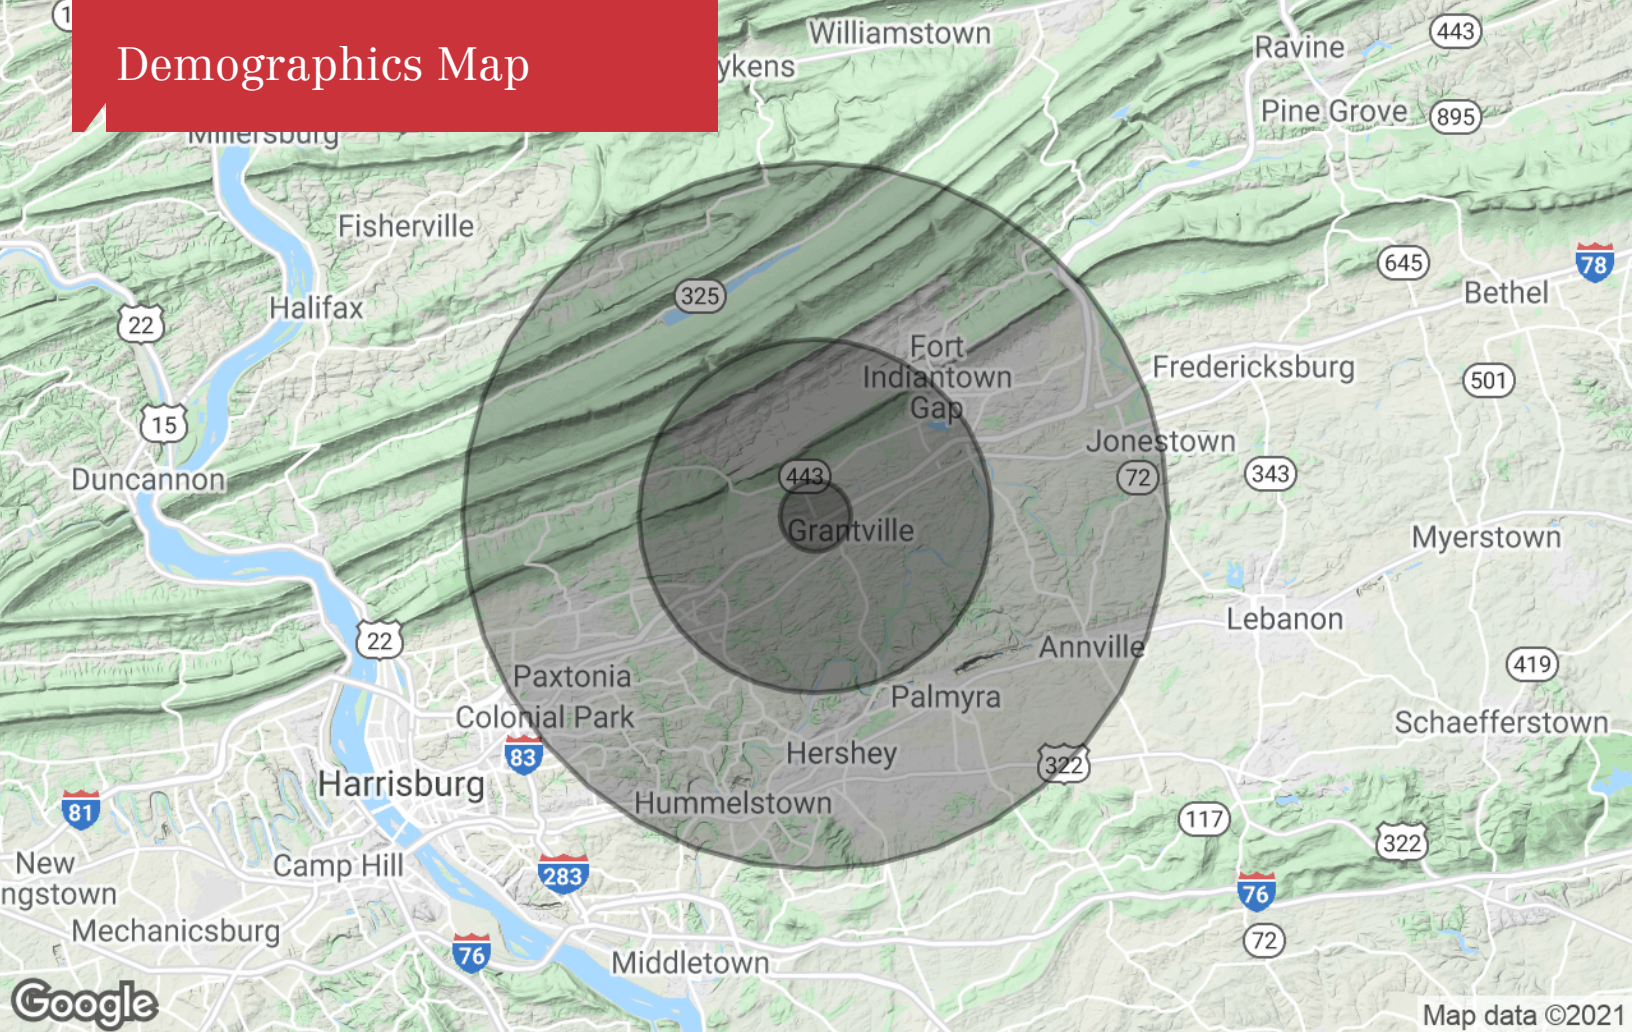 Demographics Map
1
Williamstown
ykens
Ravine
443
Pine Grove
895
Millersburg
Fisherville
325
645
78
Bethel
Halifax
22
Fort
Indiantown
Gap
Fredericksburg
501
15
Jonestown
Duncannon
443
72
343
Grantville
Myerstown
22
Lebanon
Annville
419
Paxtonia
Palmyra
Colonial Park
Schaefferstown
83
Hershey
322
Harrisburg
81
Hummelstown
117
322
New
ngstown
Camp Hill
283
76
Mechanicsburg
76
72
Middletown
Google
Map data ©2021